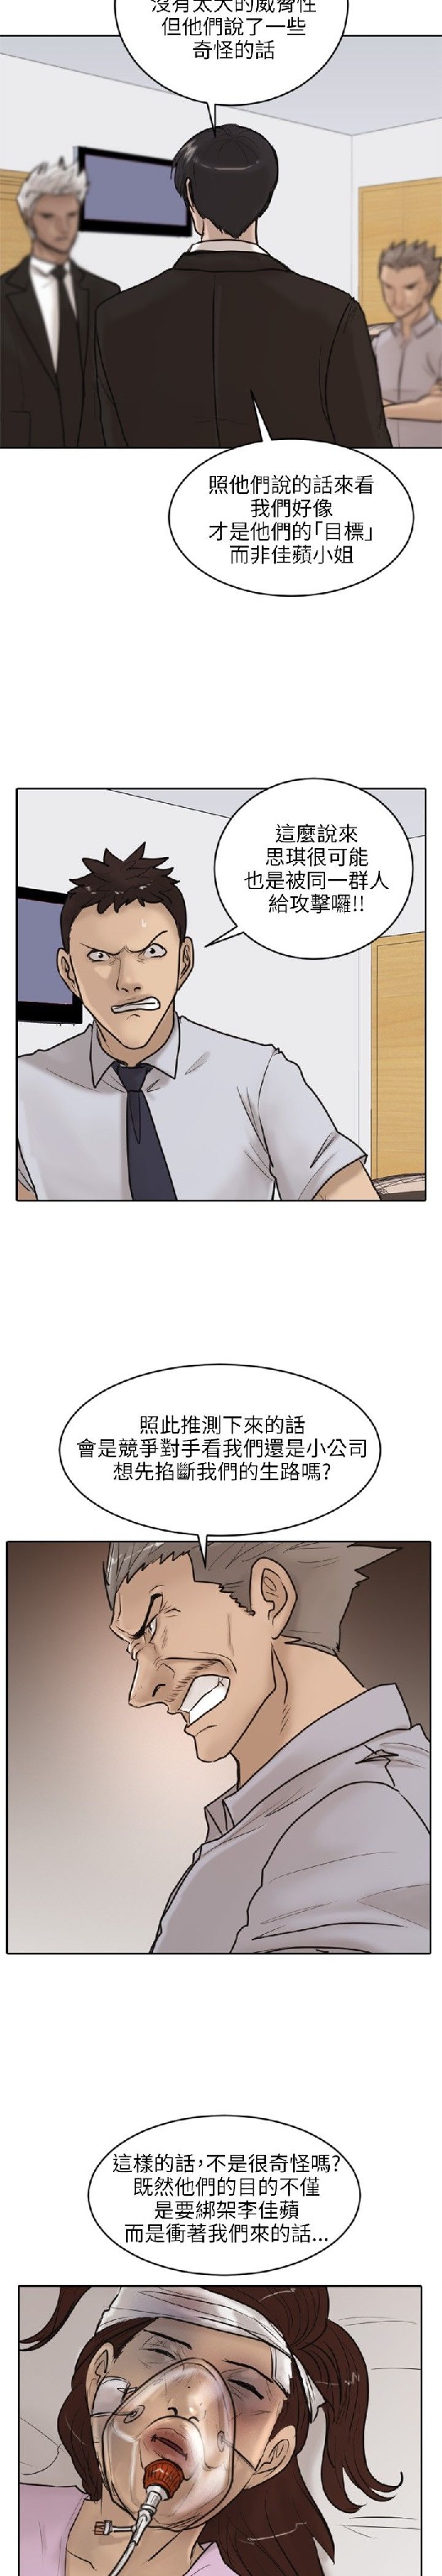 沒有太大的威脅性
但他們說了一些
奇怪的話
照他們說的話來看
我們好像
才是他們的「目標」
而非佳蘋小姐
這麼說來
思琪很可能
也是被同一群人
給攻擊囉!!
照此推測下來的話
會是競爭對手看我們還是小公司
想先掐斷我們的生路嗎?
這樣的話,不是很奇怪嗎?
既然他們的目的不僅
是要綁架李佳蘋
而是衝著我們來的話...